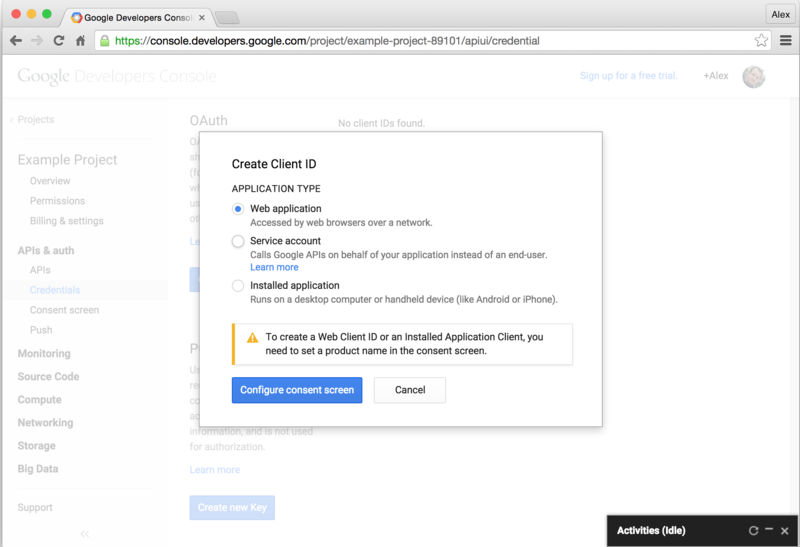 Google Developers Conso
Alex
https://console.developers.google.com/project/example-project-89101/apiui/credential
Google Developers Console
Sign up for a free trial.
+Alex
Projects
Example Project
Overview
Permissions
Billing & settings
APIs & auth
APIs
Credentials
Consent screen
Push
Monitoring
Source Code
Compute
Networking
Storage
Big Data
Support
OAuth
No client IDs found.
Create Client ID
APPLICATION TYPE
Web application
Accessed by web browsers over a network.
Service account
Calls Google APIs on behalf of your application instead of an end-user.
Learn more
Installed application
Runs on a desktop computer or handheld device (like Android or iPhone).
To create a Web Client ID or an Installed Application Client, you
need to set a product name in the consent screen.
Configure consent screen
Cancel
information, and is not used
for authorization.
Learn more
Create new Key
Activities (Idle)